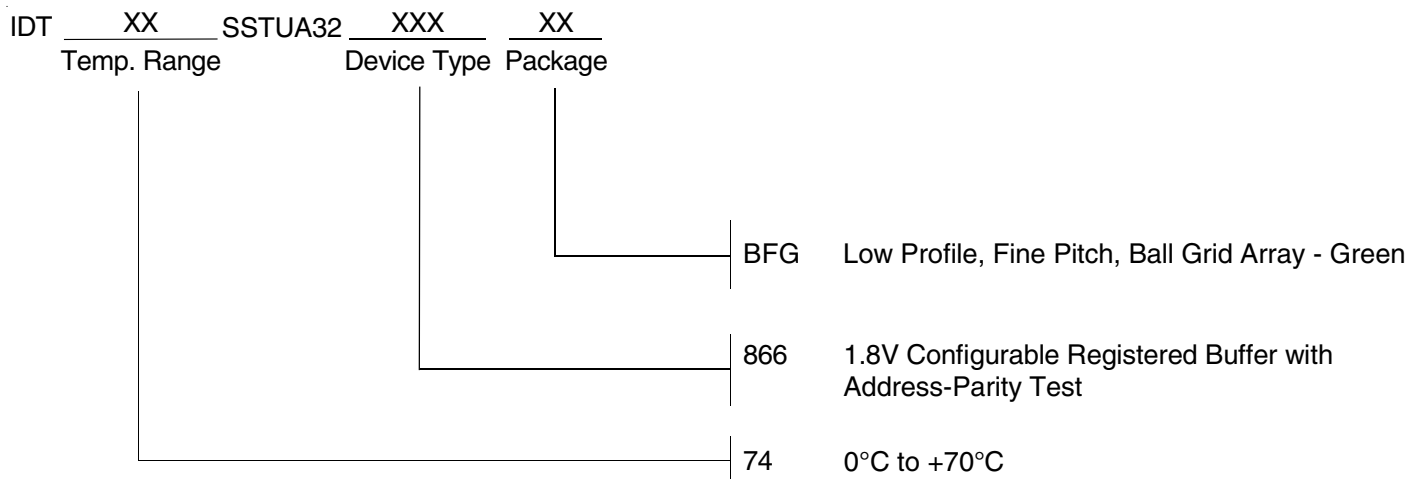 IDT XX SSTUA32 XXX XX
Temp. Range Device Type Package
BFG Low Profile, Fine Pitch, Ball Grid Array - Green
866 1.8V Configurable Registered Buffer with
Address-Parity Test
74 0°C to +70°C